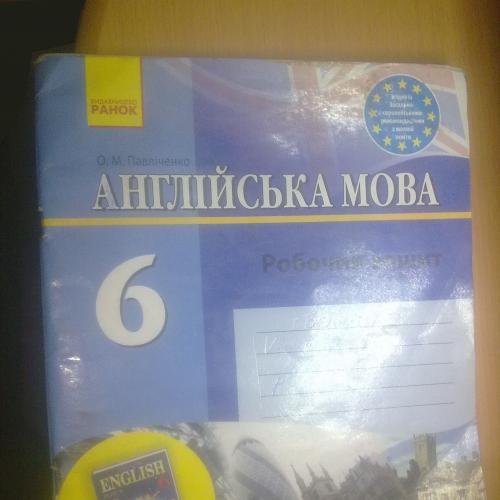 ВИДАВНИЦТВО
РАНОК
О. М. Павліченко
АНГЛІЙСЬКА МОВА
Робочий зошит
6
ENGLISH